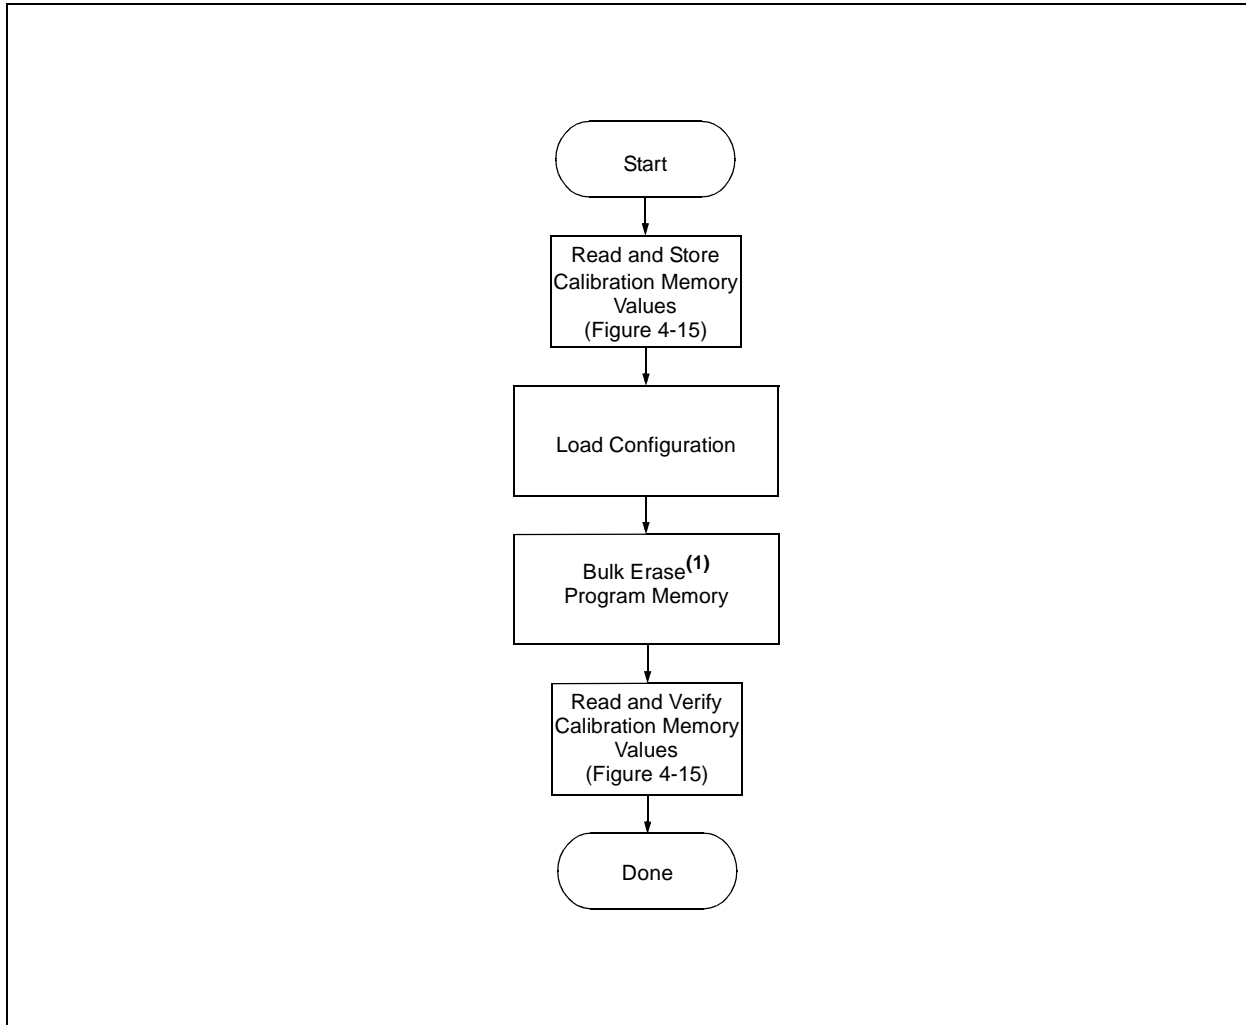 Start
Read and Store
Calibration Memory
Values
(Figure 4-15)
Load Configuration
Bulk Erase(1)
Program Memory
Read and Verify
Calibration Memory
Values
(Figure 4-15)
Done